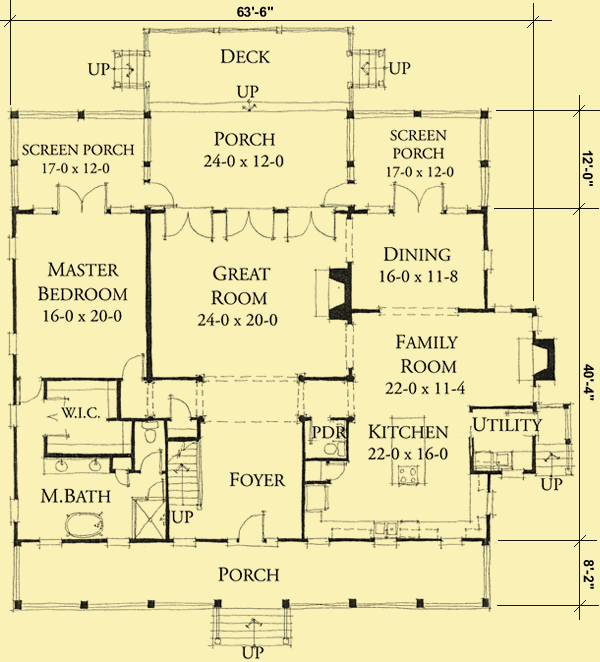 63'-6"
DECK
UP
UP
UP
PORCH
24-0 x 12-0
SCREEN PORCH
17-0 x 12-0
SCREEN
PORCH
17-0 x 12-0
12'-0"
MASTER
BEDROOM
16-0 x 20-0
GREAT
ROOM
24-0 x 20-0
DINING
16-0 x 11-8
FAMILY
ROOM
22-0 x 11-4
40'-4"
W.I.C.
PDR
KITCHEN
22-0 x 16-0
UTILITY
UP
M.BATH
UP
FOYER
PORCH
8'-2"
UP